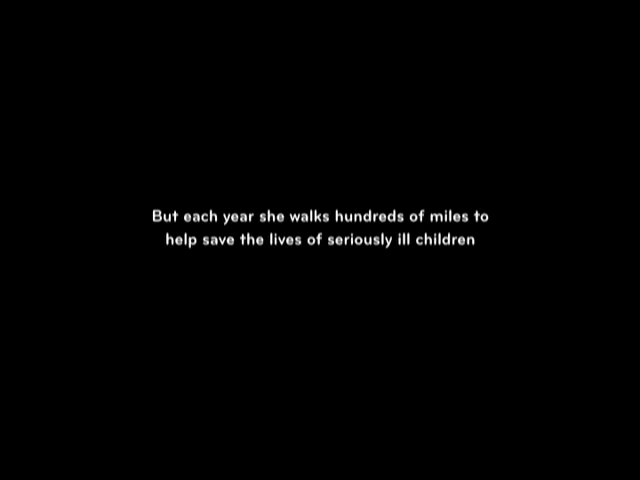 But each year she walks hundreds of miles to
help save the lives of seriously ill children